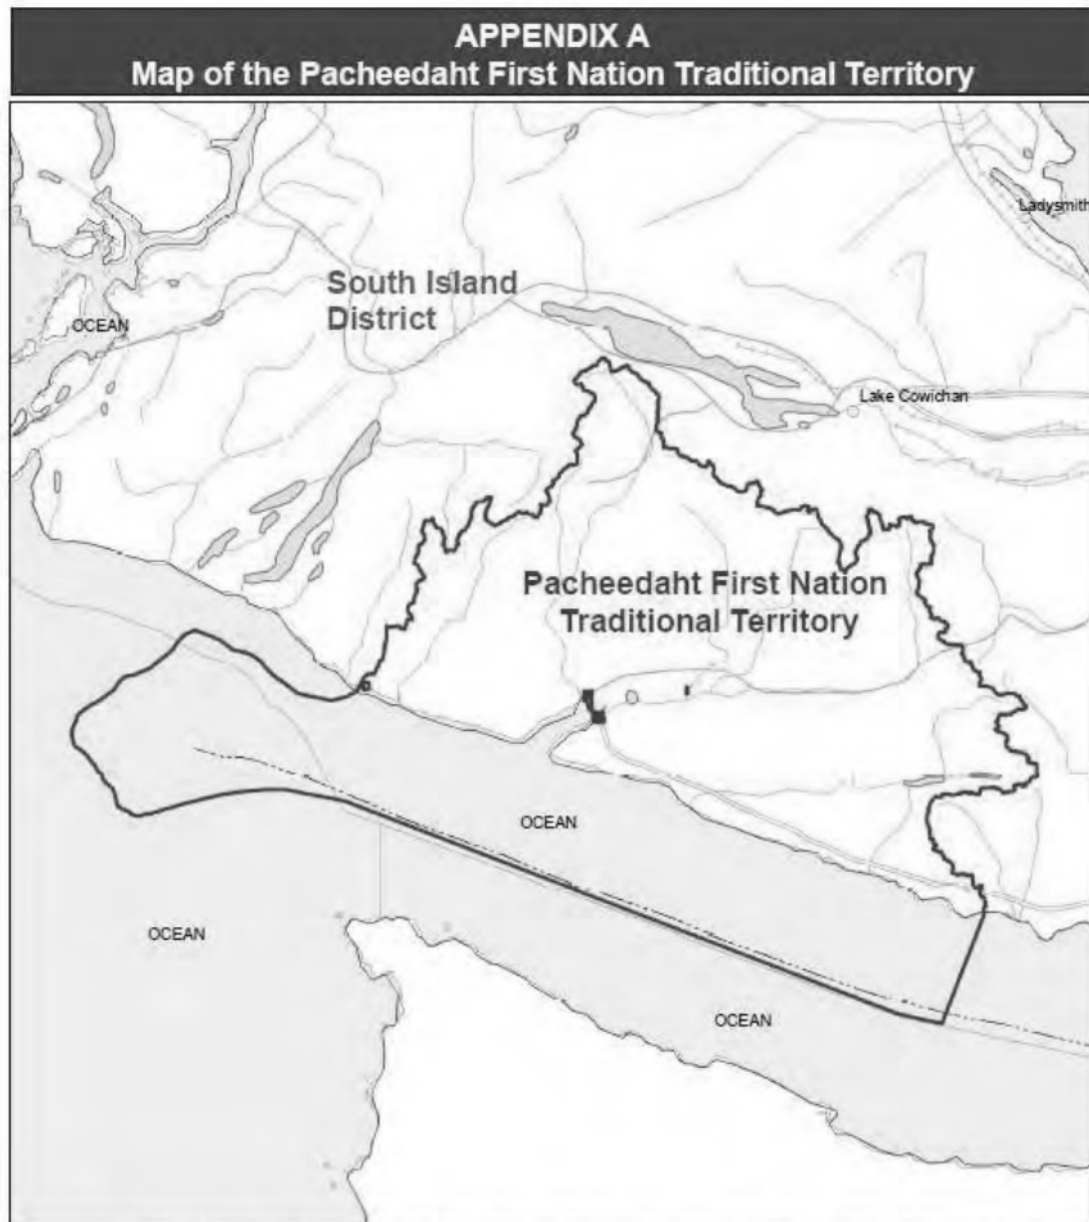 APPENDIX A
Map of the Pacheedaht First Nation Traditional Territory
Ladysmith
South Island
District
OCEAN
Lake Cowichan
Pacheedaht First Nation
Traditional Territory
OCEAN
OCEAN
OCEAN